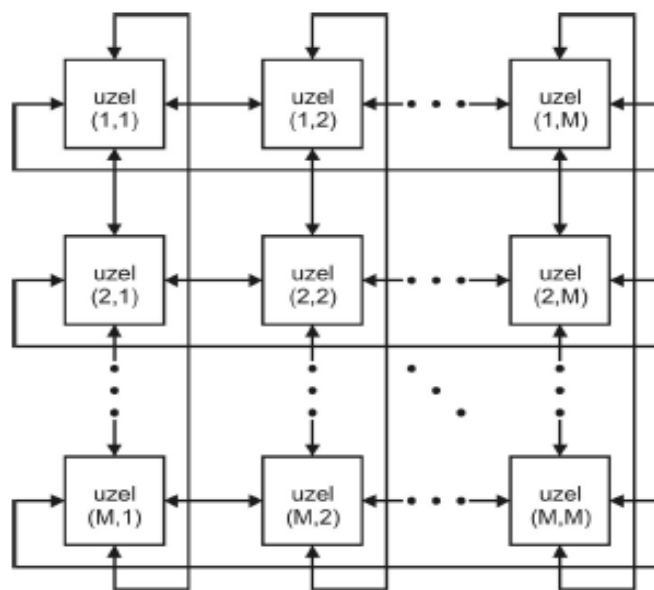 uzel
(1,1)
uzel
(1,2)
uzel
(1,M)
uzel
(2,1)
uzel
(2,2)
uzel
(2,M)
uzel
(M,1)
uzel
(M,2)
uzel
(M,M)